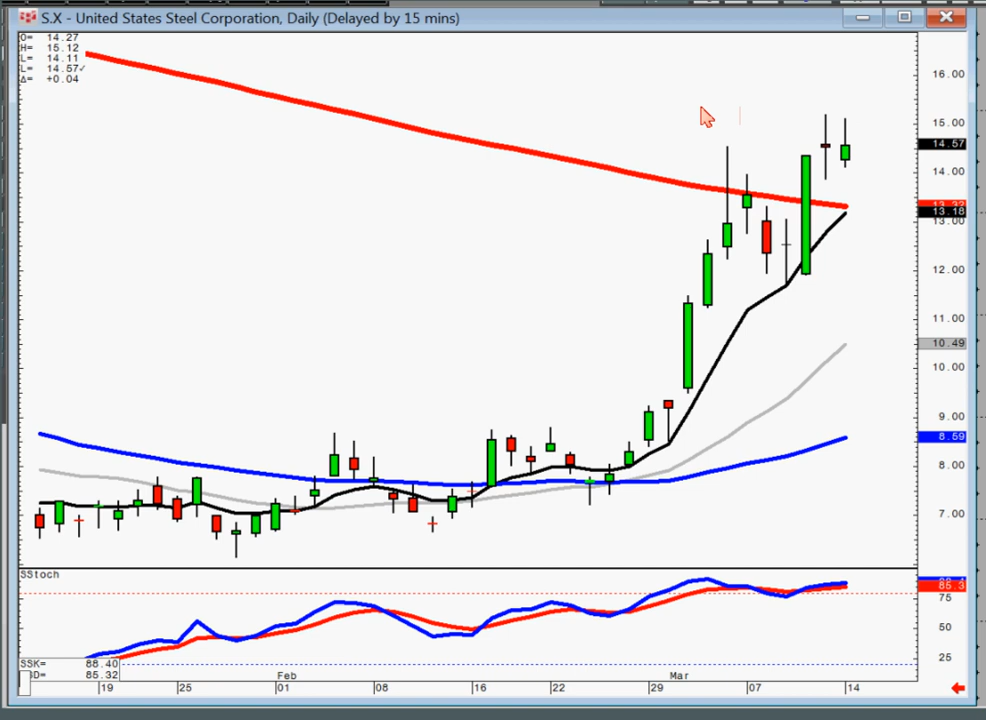 S.X - United States Steel Corporation, Daily (Delayed by 15 mins)
O= 14.27
H= 15.12
L= 14.11
L= 14.57✓
Δ= +0.04
16.00
15.00
14.57
14.00
13.18
13.00
12.00
11.00
10.49
10.00
9.00
8.59
8.00
7.00
SStoch
75
50
25
SSK= 88.40
D= 85.32
Feb Mar
19 25 01 08 16 22 29 07 14